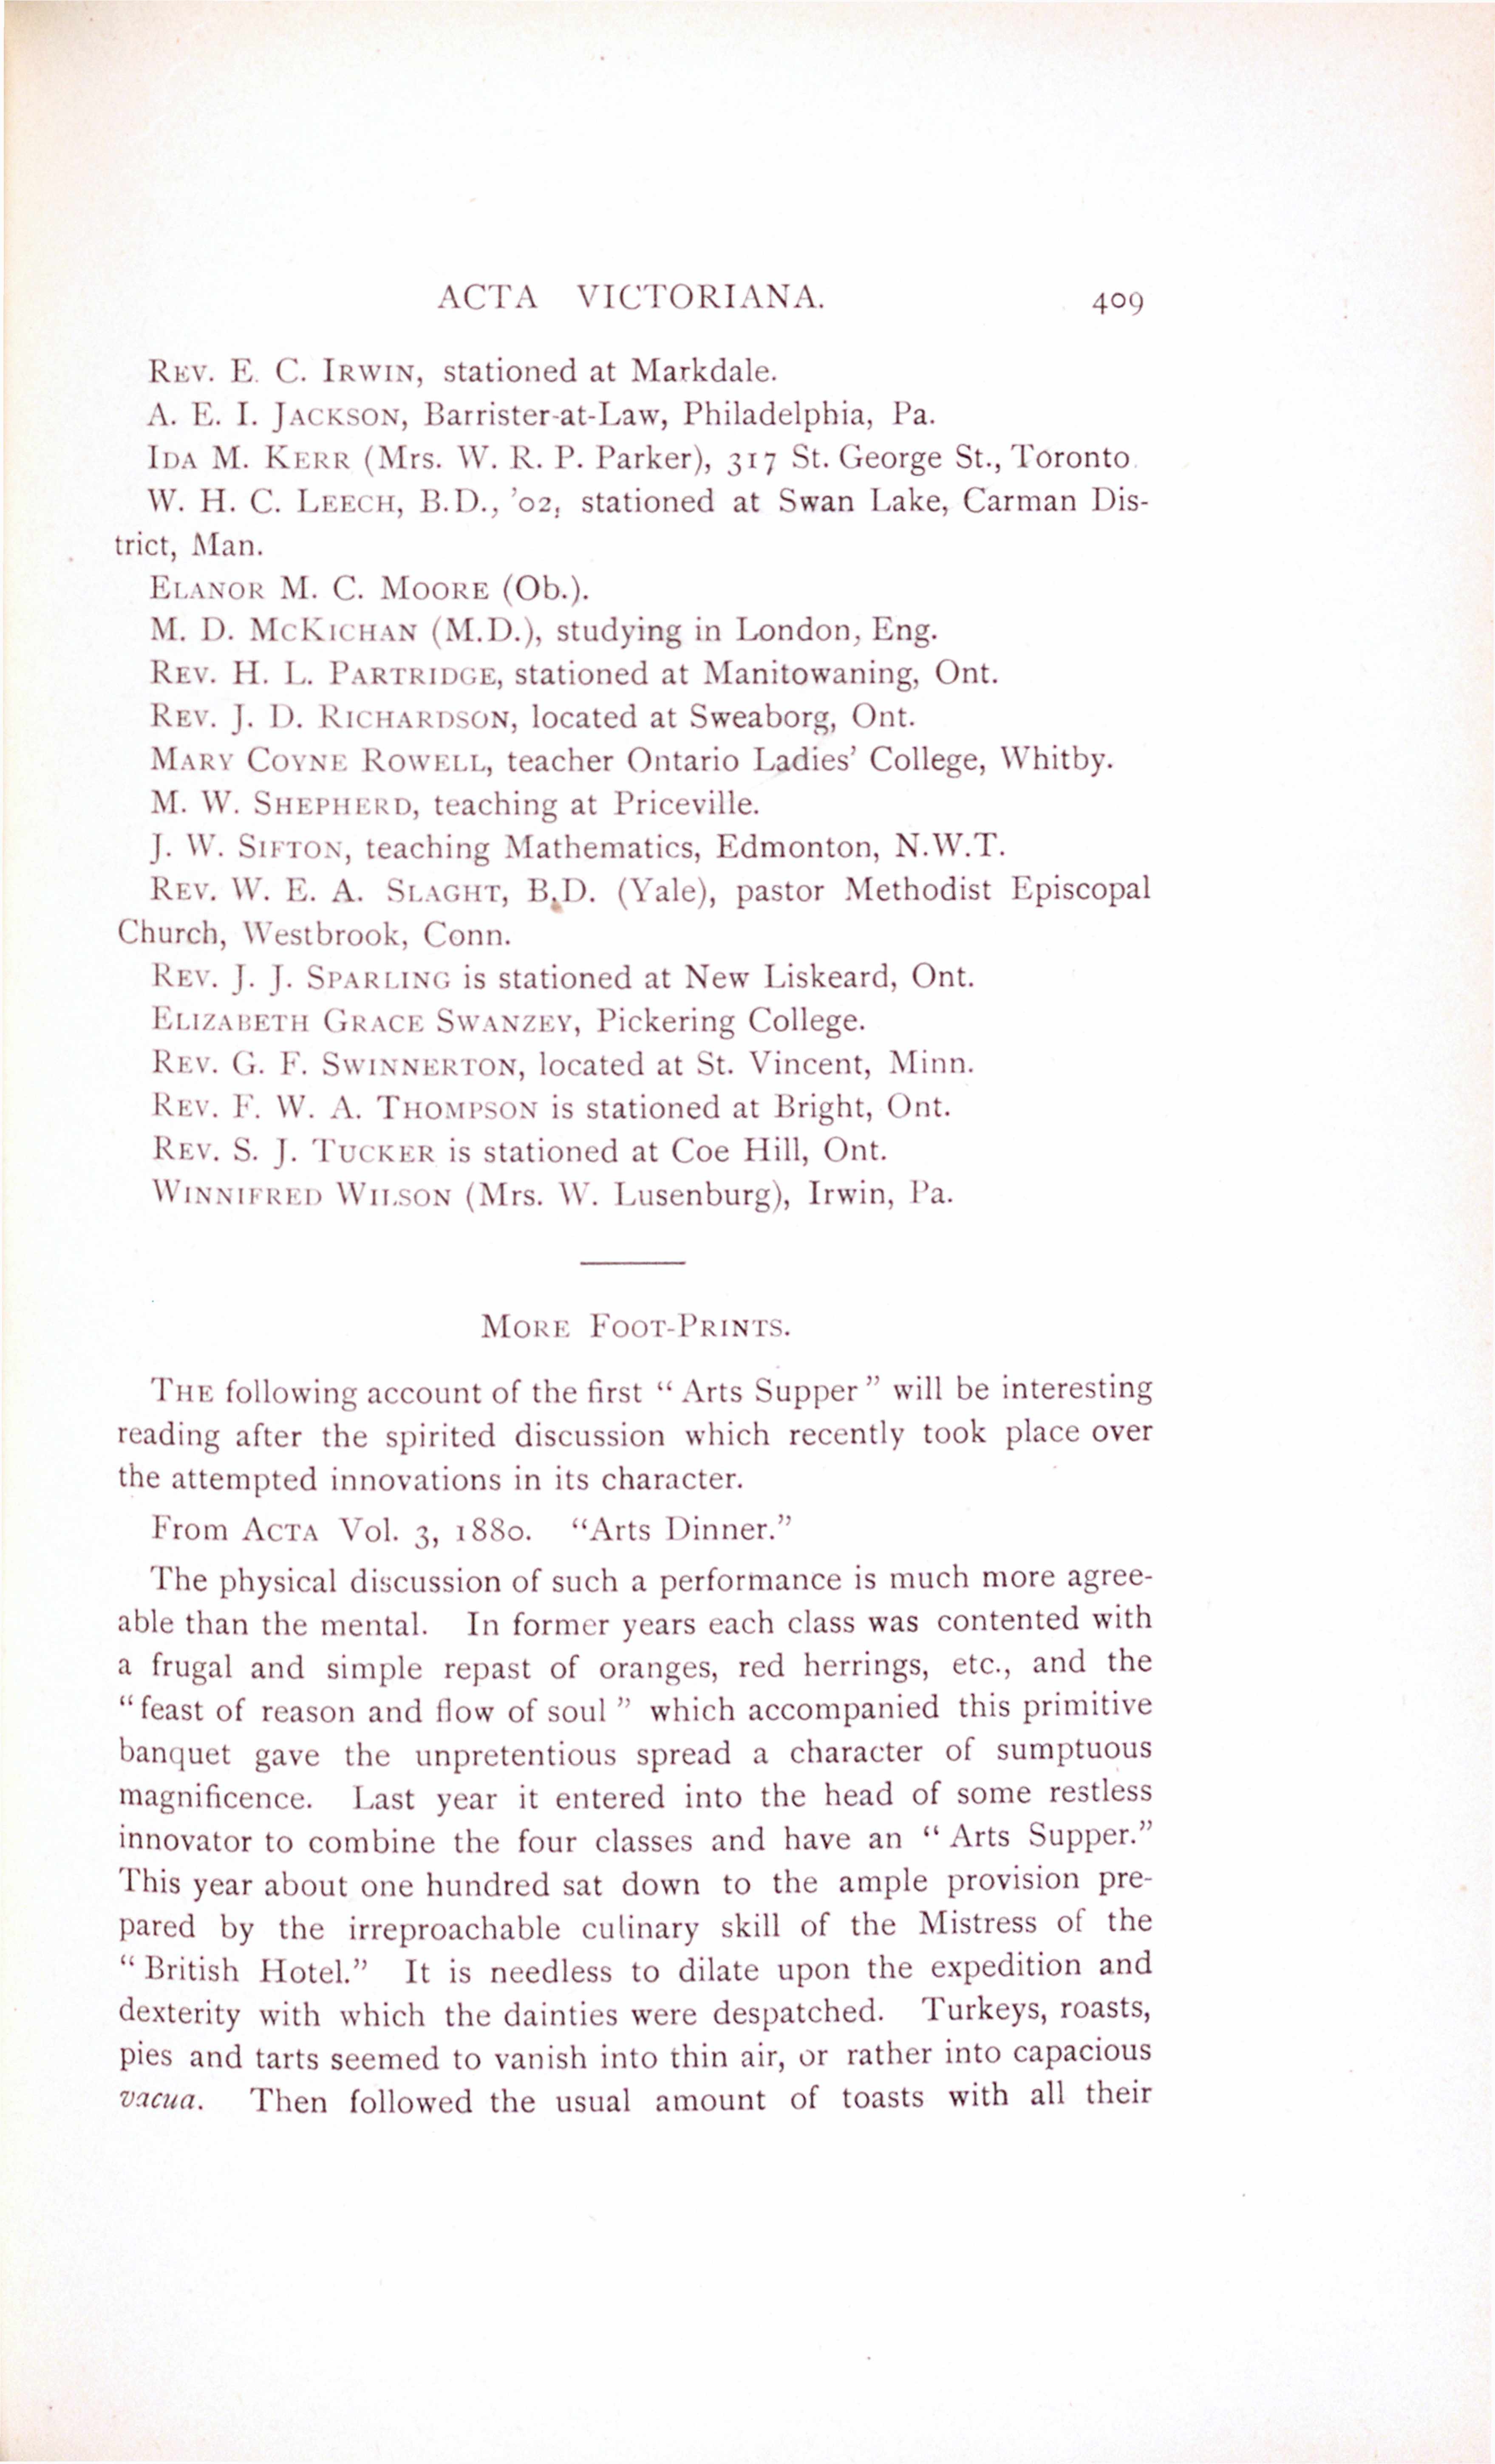 ACTA VICTORIANA. 409
REV. E. C. IRWIN, stationed at Markdale.
A. E. I. JACKSON, Barrister-at-Law, Philadelphia, Pa.
IDA M. KERR (Mrs. W. R. P. Parker), 317 St. George St., Toronto.
W. H. C. LEECH, B.D., '02, stationed at Swan Lake, Carman Dis-
trict, Man.
ELANOR M. C. MOORE (Ob.).
M. D. MCKICHAN (M.D.), studying in London, Eng.
REV. H. L. PARTRIDGE, stationed at Manitowaning, Ont.
REV. J. D. RICHARDSON, located at Sweaborg, Ont.
MARY COYNE ROWELL, teacher Ontario Ladies' College, Whitby.
M. W. SHEPHERD, teaching at Priceville.
J. W. SIFTON, teaching Mathematics, Edmonton, N.W.T.
REV. W. E. A. SLAGHT, B.D. (Yale), pastor Methodist Episcopal
Church, Westbrook, Conn.
REV. J. J. SPARLING is stationed at New Liskeard, Ont.
ELIZABETH GRACE SWANZEY, Pickering College.
REV. G. F. SWINNERTON, located at St. Vincent, Minn.
REV. F. W. A. THOMPSON is stationed at Bright, Ont.
REV. S. J. TUCKER is stationed at Coe Hill, Ont.
WINNIFRED WILSON (Mrs. W. Lusenburg), Irwin, Pa.
MORE FOOT-PRINTS.
THE following account of the first "Arts Supper" will be interesting
reading after the spirited discussion which recently took place over
the attempted innovations in its character.
From ACTA Vol. 3, 1880. "Arts Dinner."
The physical discussion of such a performance is much more agree-
able than the mental. In former years each class was contented with
a frugal and simple repast of oranges, red herrings, etc., and the
"feast of reason and flow of soul" which accompanied this primitive
banquet gave the unpretentious spread a character of sumptuous
magnificence. Last year it entered into the head of some restless
innovator to combine the four classes and have an "Arts Supper."
This year about one hundred sat down to the ample provision pre-
pared by the irreproachable culinary skill of the Mistress of the
"British Hotel." It is needless to dilate upon the expedition and
dexterity with which the dainties were despatched. Turkeys, roasts,
pies and tarts seemed to vanish into thin air, or rather into capacious
vacua. Then followed the usual amount of toasts with all their